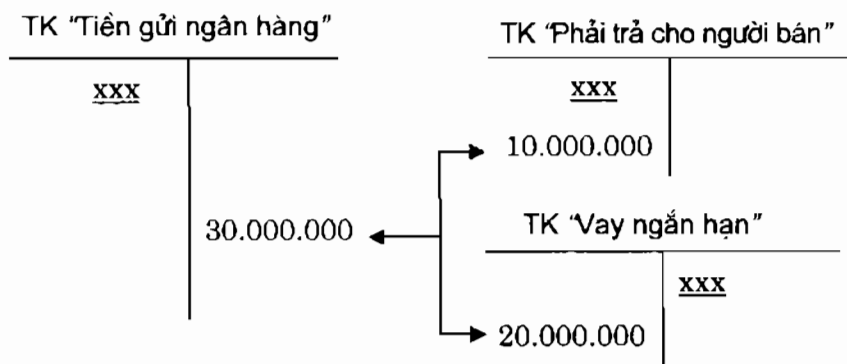 TK "Tiền gửi ngân hàng"
xxx
30.000.000
TK "Phải trả cho người bán"
xxx
10.000.000
TK "Vay ngắn hạn"
xxx
20.000.000